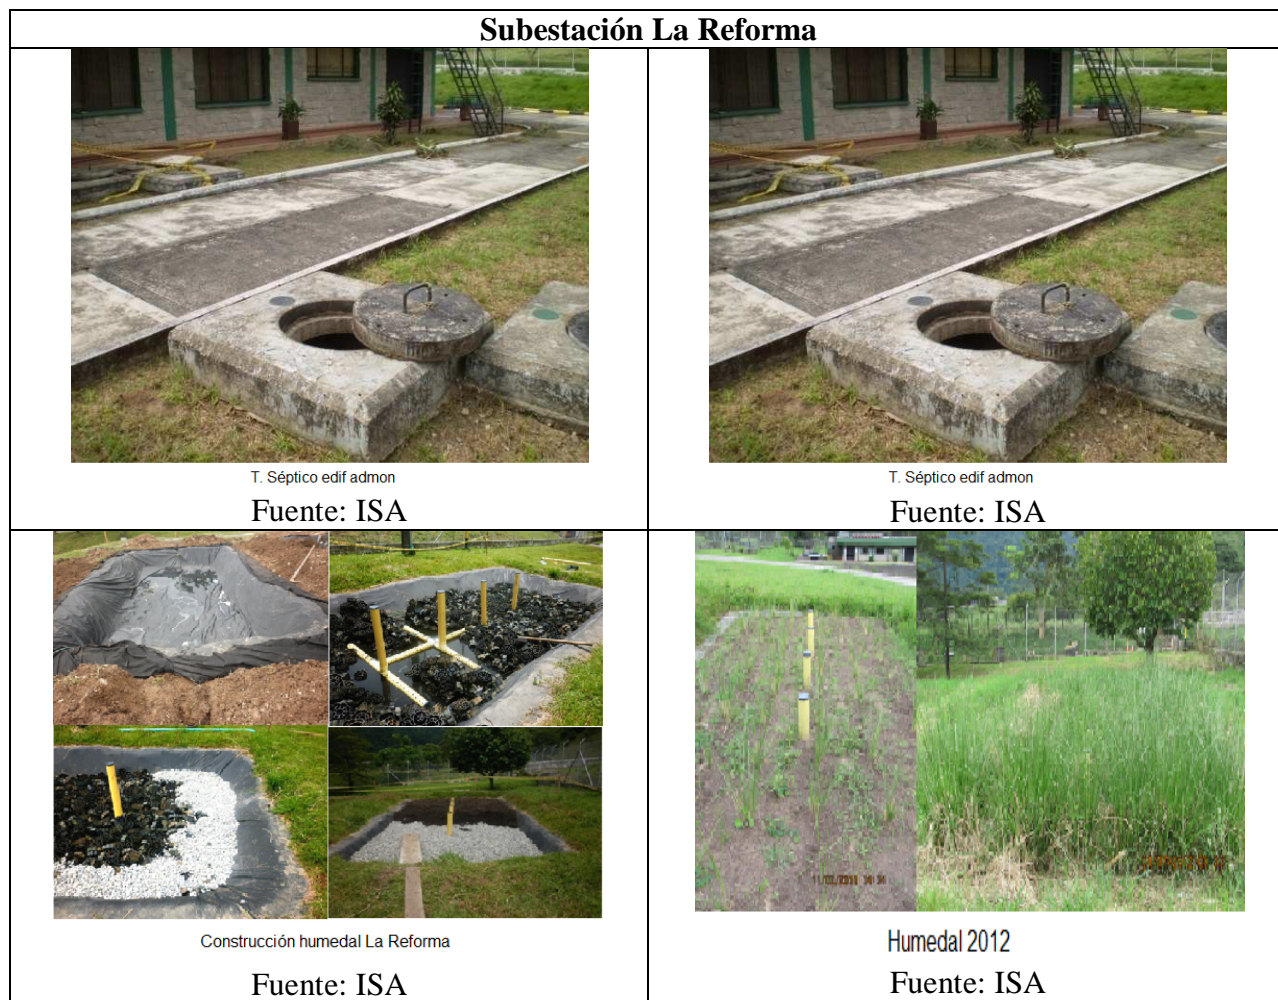 Subestación La Reforma
T. Séptico edif admon
Fuente: ISA
T. Séptico edif admon
Fuente: ISA
Construcción humedal La Reforma
Fuente: ISA
Humedal 2012
Fuente: ISA